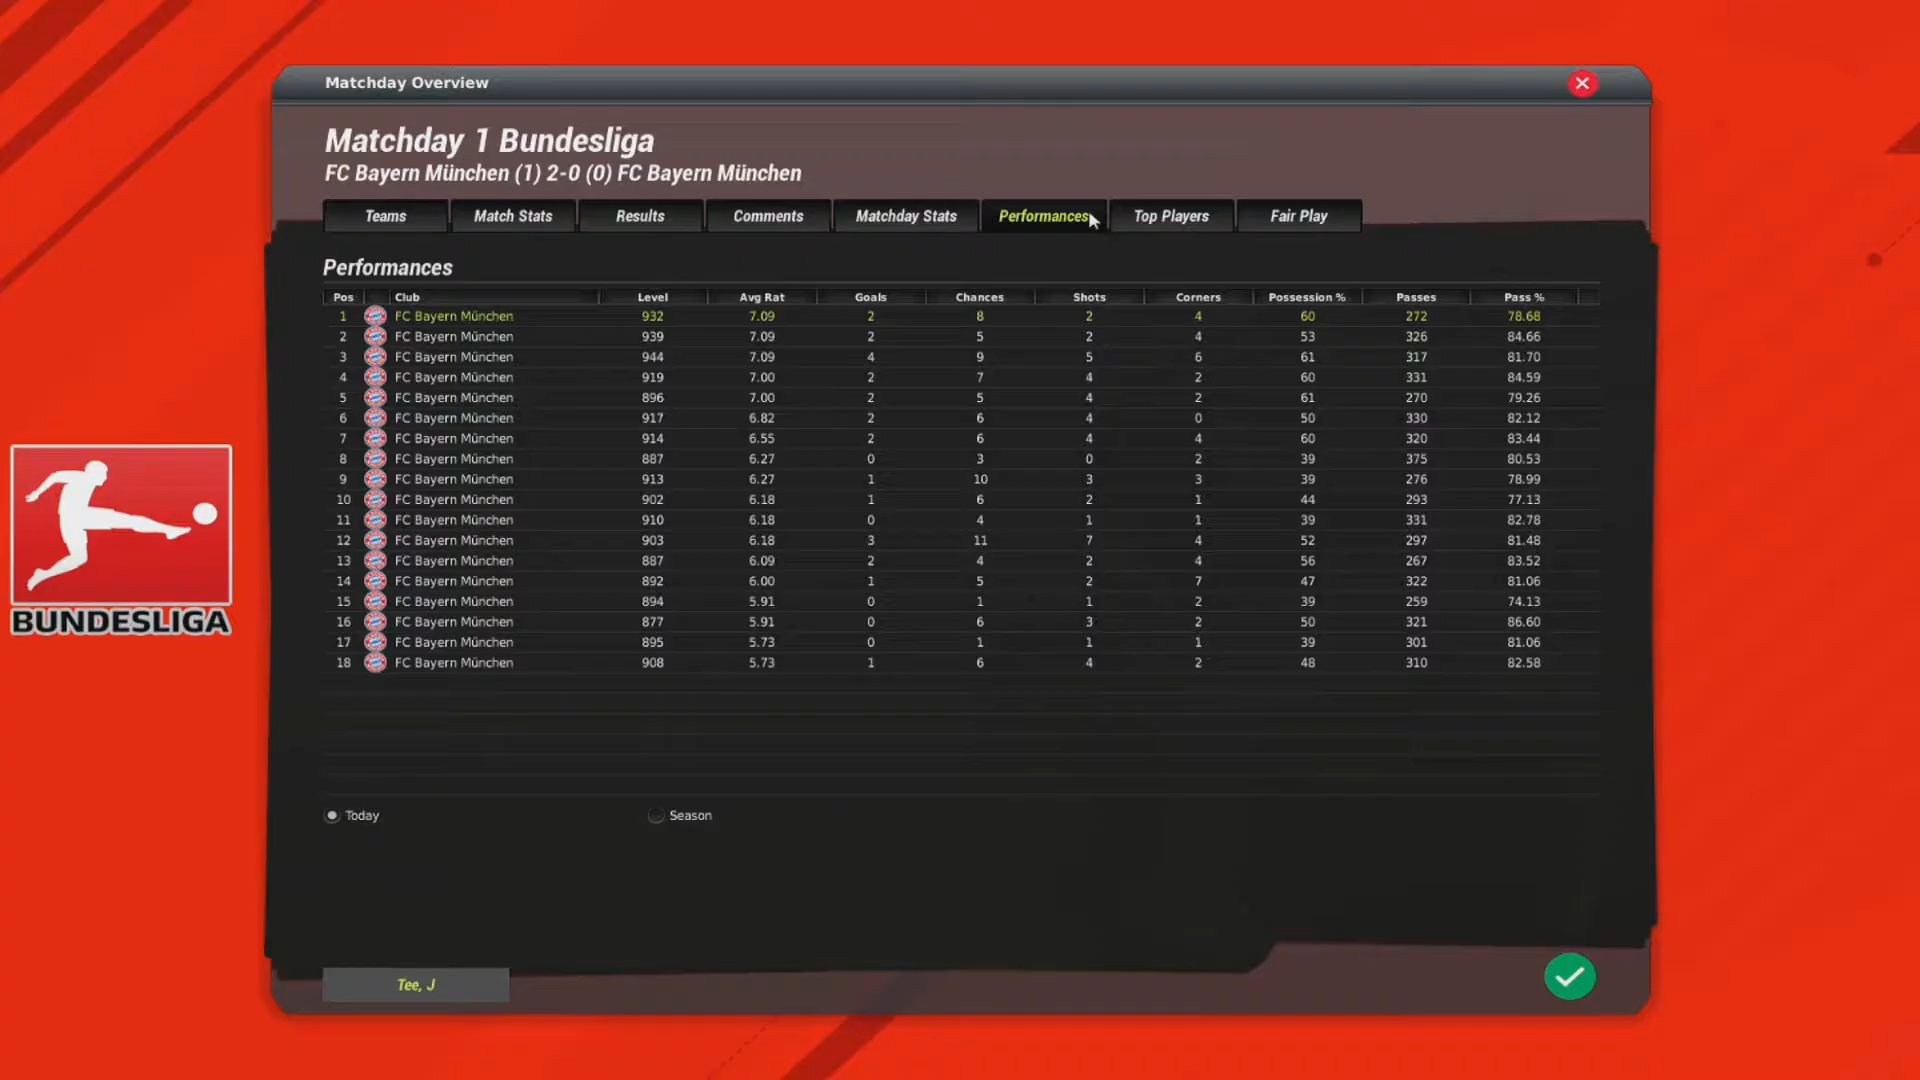 Matchday Overview
Matchday 1 Bundesliga
FC Bayern München (1) 2-0 (0) FC Bayern München
Teams Match Stats Results Comments Matchday Stats Performances Top Players Fair Play
Performances
Pos Club Level Avg Rat Goals Chances Shots Corners Possession % Passes Pass %
1 FC Bayern München 932 7.09 2 8 2 4 60 272 78.68
2 FC Bayern München 939 7.09 2 5 2 4 53 326 84.66
3 FC Bayern München 944 7.09 4 9 5 6 61 317 81.70
4 FC Bayern München 919 7.00 2 7 4 2 60 331 84.59
5 FC Bayern München 896 7.00 2 5 4 2 61 270 79.26
6 FC Bayern München 917 6.82 2 6 4 0 50 330 82.12
7 FC Bayern München 914 6.55 2 6 4 4 60 320 83.44
8 FC Bayern München 887 6.27 0 3 0 2 39 375 80.53
9 FC Bayern München 913 6.27 1 10 3 3 39 276 78.99
10 FC Bayern München 902 6.18 1 6 2 1 44 293 77.13
11 FC Bayern München 910 6.18 0 4 1 1 39 331 82.78
12 FC Bayern München 903 6.18 3 11 7 4 52 297 81.48
13 FC Bayern München 887 6.09 2 4 2 4 56 267 83.52
14 FC Bayern München 892 6.00 1 5 2 7 47 322 81.06
15 FC Bayern München 894 5.91 0 1 1 2 39 259 74.13
16 FC Bayern München 877 5.91 0 6 3 2 50 321 86.60
17 FC Bayern München 895 5.73 0 1 1 1 39 301 81.06
18 FC Bayern München 908 5.73 1 6 4 2 48 310 82.58
BUNDESLIGA
Today Season
Tee, J